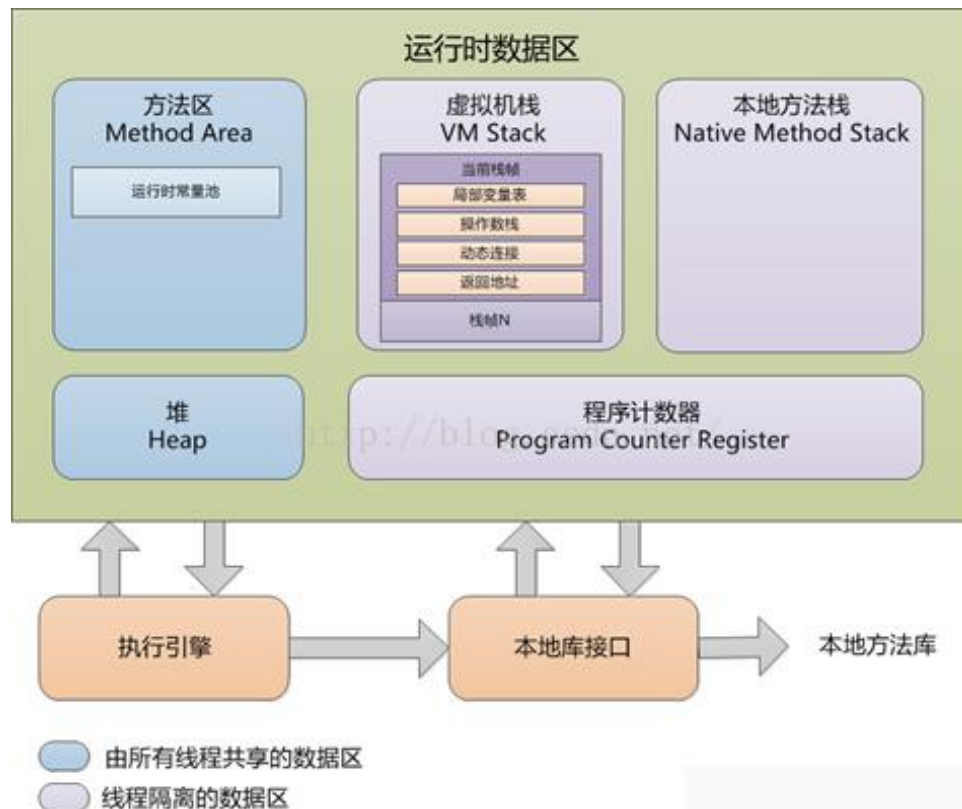 运行时数据区
方法区
Method Area
运行时常量池
虚拟机栈
VM Stack
当前栈帧
局部变量表
操作数栈
动态连接
返回地址
栈帧N
本地方法栈
Native Method Stack
堆
Heap
程序计数器
Program Counter Register
执行引擎
本地库接口
本地方法库
由所有线程共享的数据区
线程隔离的数据区